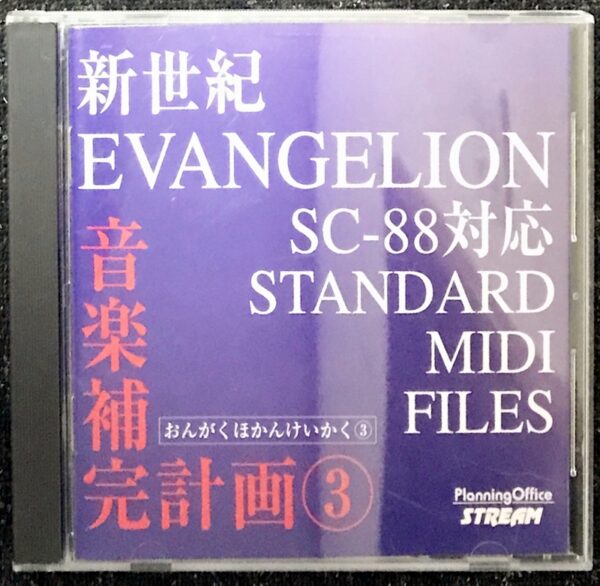 新世紀
EVANGELION
SC-88対応
STANDARD
MIDI
FILES
音楽補完計画③
おんがくほかんけいかく③
PlanningOffice
STREAM